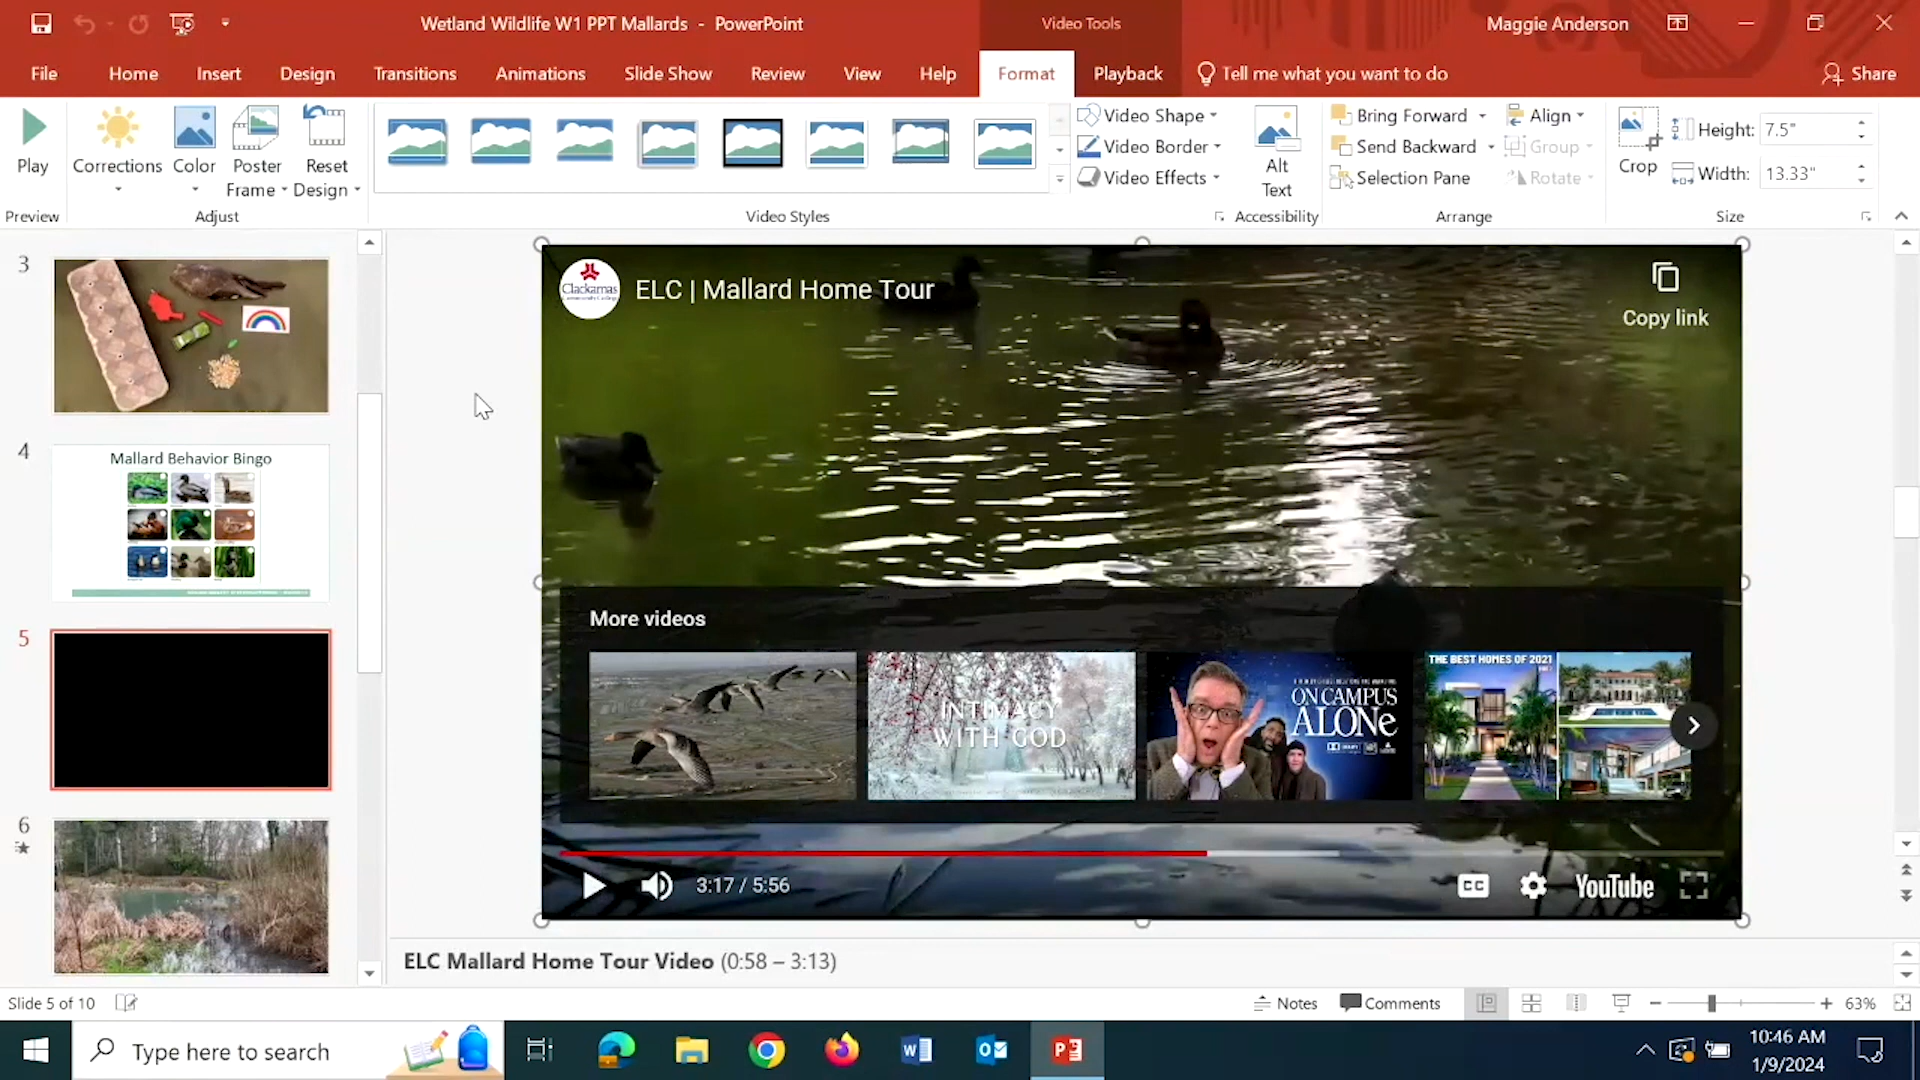 Wetland Wildlife W1 PPT Mallards - PowerPoint
Video Tools
Maggie Anderson
File
Home
Insert
Design
Transitions
Animations
Slide Show
Review
View
Help
Format
Playback
Tell me what you want to do
Share
Play
Corrections
Color
Poster Frame
Reset Design
Video Shape
Video Border
Video Effects
Alt Text
Bring Forward
Send Backward
Selection Pane
Align
Group
Rotate
Crop
Height: 7.5"
Width: 13.33"
Preview
Adjust
Video Styles
Accessibility
Arrange
Size
3
4
Mallard Behavior Bingo
5
6
Clackamas
ELC | Mallard Home Tour
Copy link
More videos
INTIMACY
WITH GOD
ON CAMPUS
ALONe
THE BEST HOMES OF 2021
3:17 / 5:56
CC
YouTube
ELC Mallard Home Tour Video (0:58 – 3:13)
Slide 5 of 10
Notes
Comments
63%
Type here to search
10:46 AM
1/9/2024